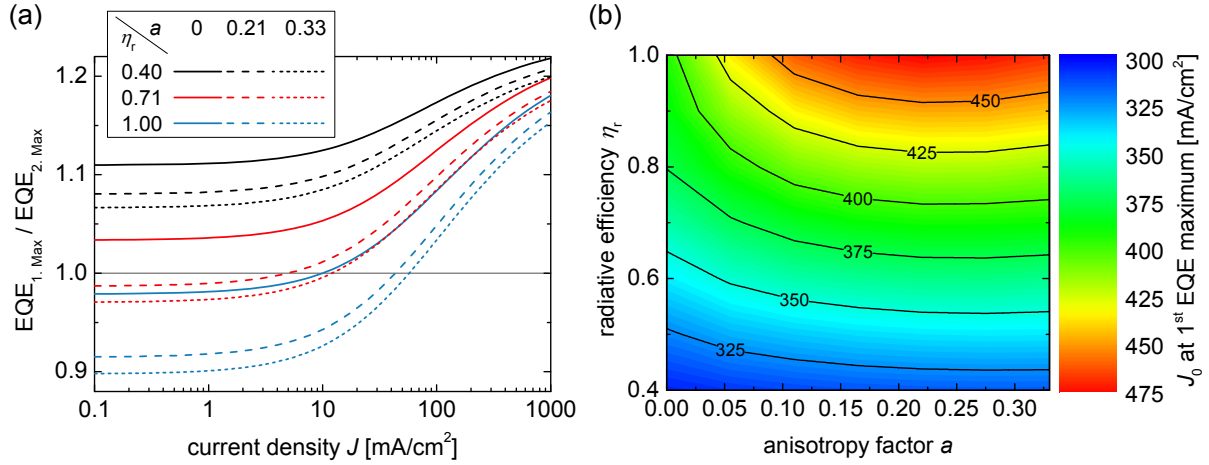 (a)
a 0 0.21 0.33
ηr
0.40
0.71
1.00
EQE1. Max / EQE2. Max
1.2
1.1
1.0
0.9
0.1 1 10 100 1000
current density J [mA/cm²]
(b)
radiative efficiency ηr
1.0
0.8
0.6
0.4
450
425
400
375
350
325
0.00 0.05 0.10 0.15 0.20 0.25 0.30
anisotropy factor a
300
325
350
375
400
425
450
475
J0 at 1st EQE maximum [mA/cm²]